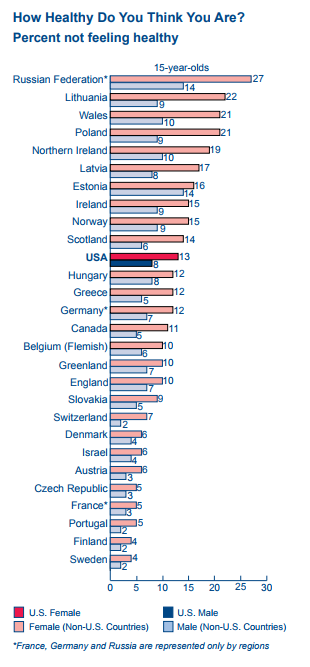 How Healthy Do You Think You Are?
Percent not feeling healthy
15-year-olds
Russian Federation* 27
14
Lithuania 22
9
Wales 21
10
Poland 21
9
Northern Ireland 19
10
Latvia 17
8
Estonia 16
14
Ireland 15
9
Norway 15
9
Scotland 14
6
USA 13
8
Hungary 12
8
Greece 12
5
Germany* 12
7
Canada 11
5
Belgium (Flemish) 10
6
Greenland 10
7
England 10
7
Slovakia 9
5
Switzerland 7
2
Denmark 6
4
Israel 6
4
Austria 6
3
Czech Republic 5
3
France* 5
3
Portugal 5
2
Finland 4
2
Sweden 4
2
0 5 10 15 20 25 30
U.S. Female U.S. Male
Female (Non-U.S. Countries) Male (Non-U.S. Countries)
*France, Germany and Russia are represented only by regions